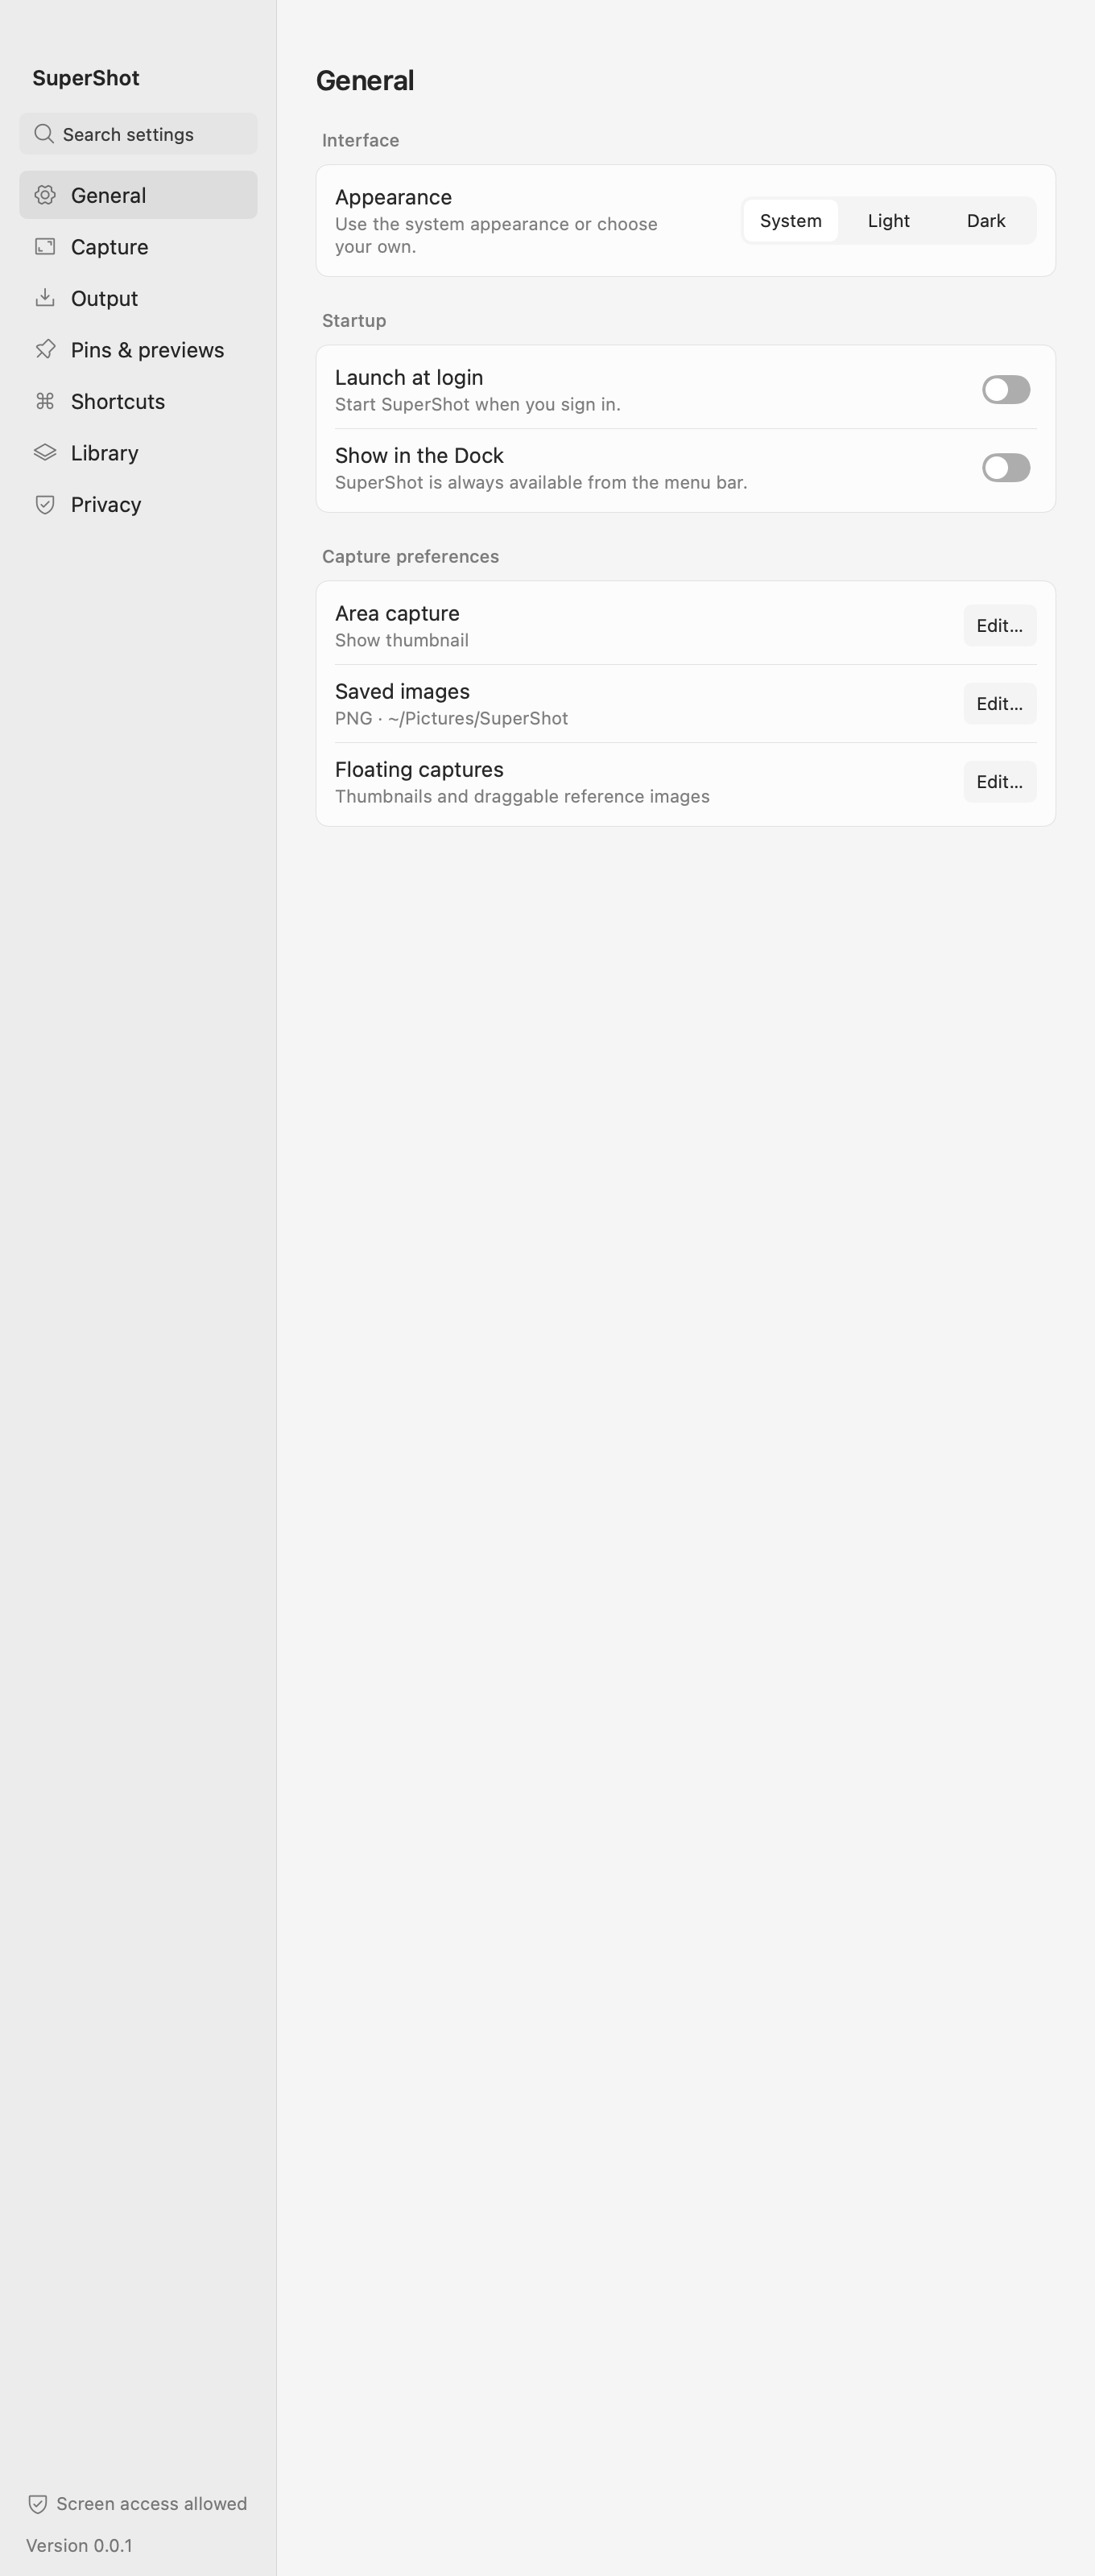 SuperShot
Search settings
General
Capture
Output
Pins & previews
Shortcuts
Library
Privacy
Screen access allowed
Version 0.0.1
General
Interface
Appearance
Use the system appearance or choose
your own.
System Light Dark
Startup
Launch at login
Start SuperShot when you sign in.
Show in the Dock
SuperShot is always available from the menu bar.
Capture preferences
Area capture
Show thumbnail
Edit...
Saved images
PNG · ~/Pictures/SuperShot
Edit...
Floating captures
Thumbnails and draggable reference images
Edit...